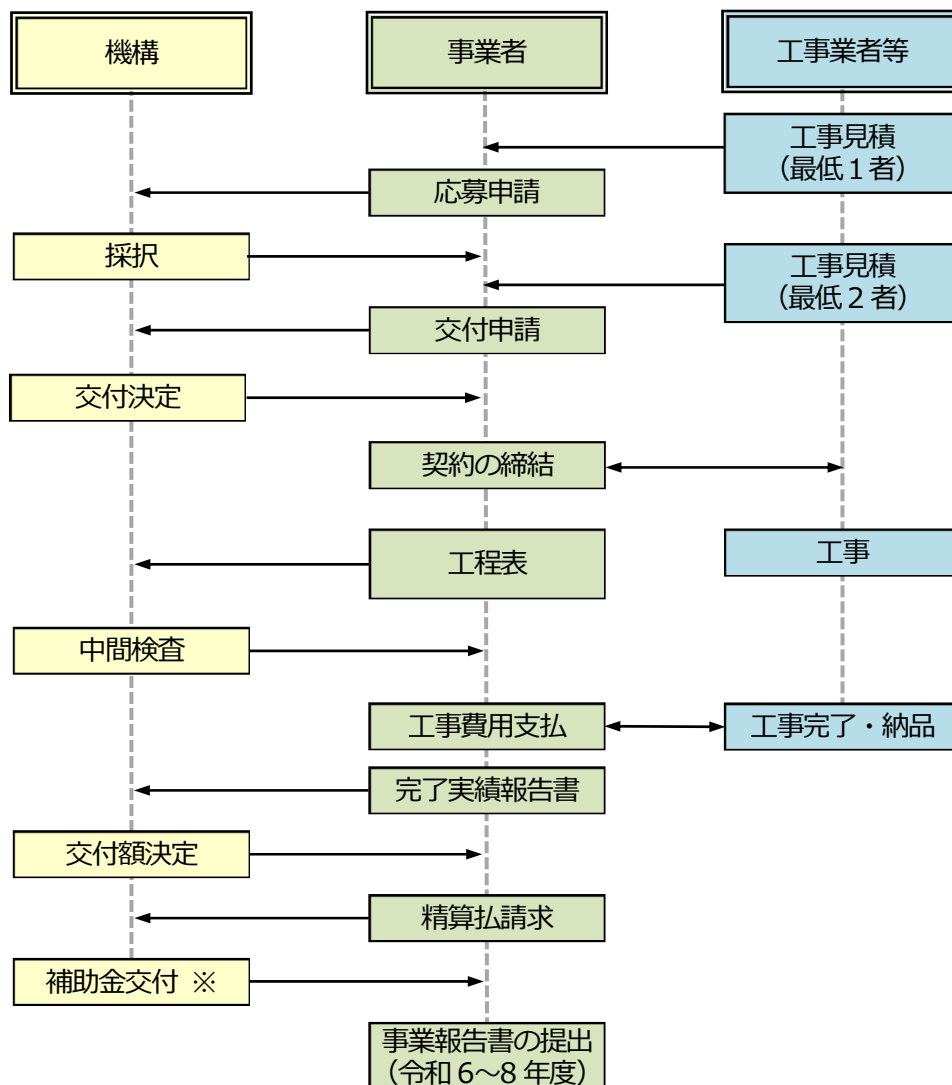 機構
事業者
工事業者等
工事見積
（最低１者）
応募申請
採択
工事見積
（最低２者）
交付申請
交付決定
契約の締結
工程表
工事
中間検査
工事費用支払
工事完了・納品
完了実績報告書
交付額決定
精算払請求
補助金交付 ※
事業報告書の提出
（令和６～８年度）